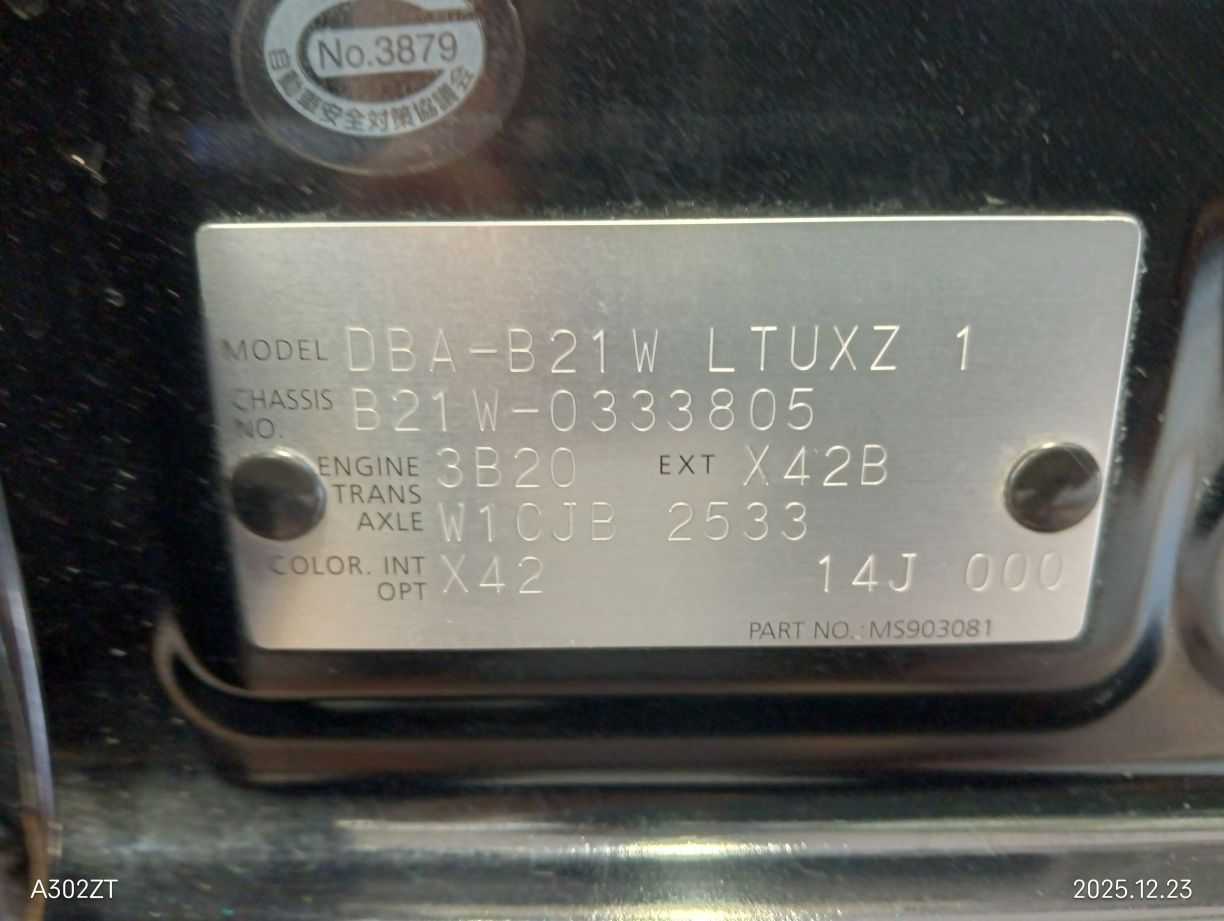 No.3879
自動車安全対策協議会
MODEL DBA-B21W LTUXZ 1
CHASSIS NO. B21W-0333805
ENGINE 3B20 EXT X42B
TRANS AXLE W1CJB 2533
COLOR. INT OPT X42 14J 000
PART NO.:MS903081
A302ZT
2025.12.23